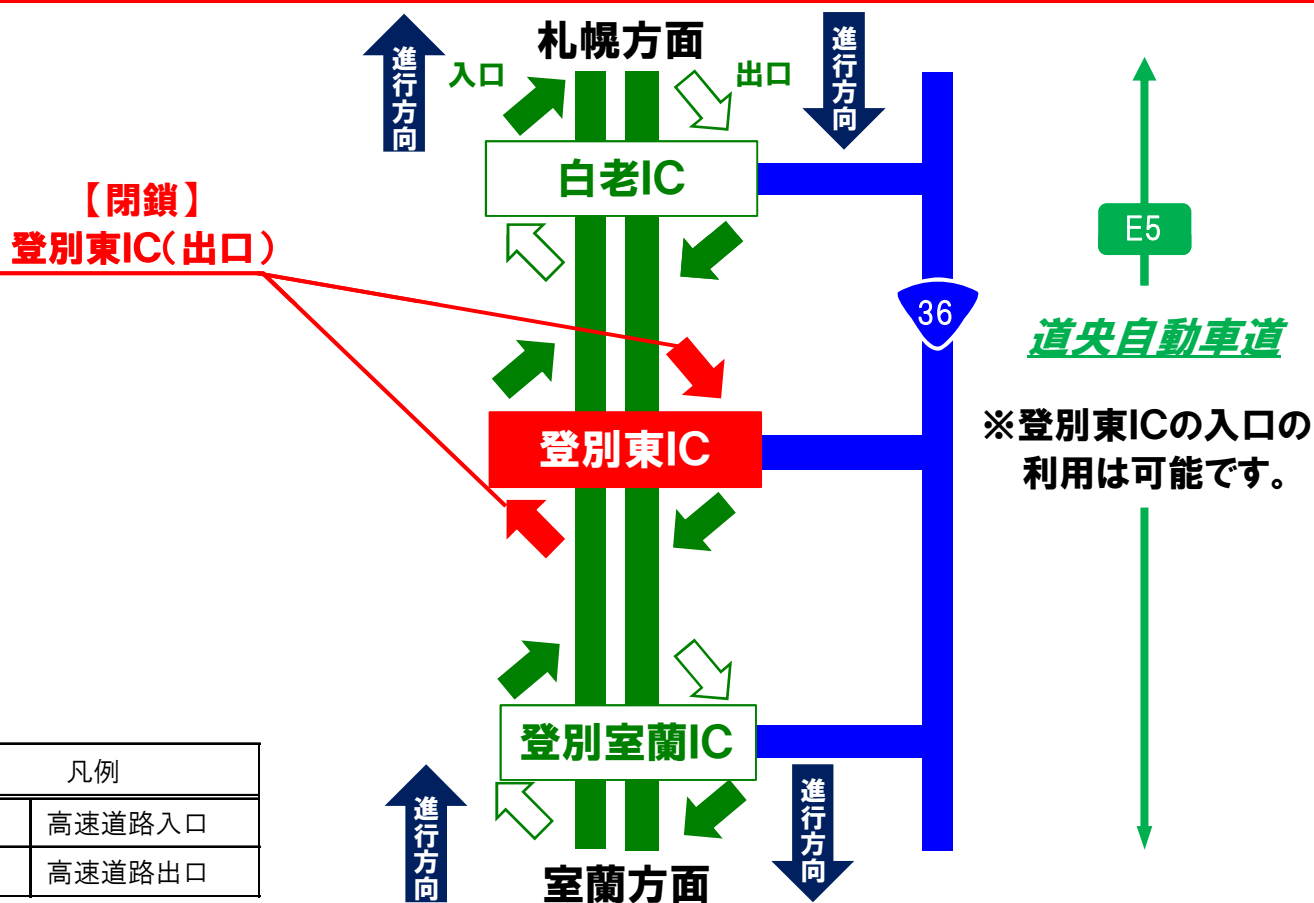 札幌方面
進行方向
入口
出口
進行方向
白老IC
【閉鎖】
登別東IC(出口)
E5
36
道央自動車道
※登別東ICの入口の
利用は可能です。
登別東IC
登別室蘭IC
凡例
高速道路入口
高速道路出口
進行方向
進行方向
室蘭方面